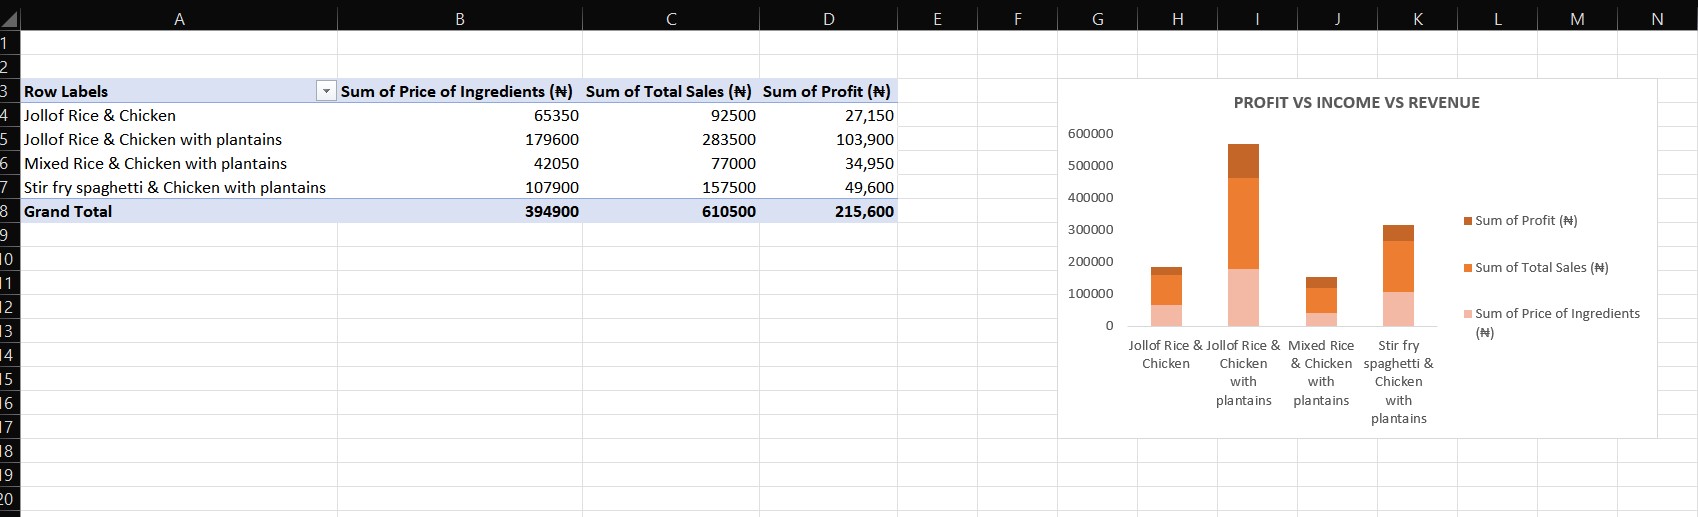 A B C D E F G H I J K L M N
1
2
3 Row Labels Sum of Price of Ingredients (₦) Sum of Total Sales (₦) Sum of Profit (₦)
4 Jollof Rice & Chicken 65350 92500 27,150
5 Jollof Rice & Chicken with plantains 179600 283500 103,900
6 Mixed Rice & Chicken with plantains 42050 77000 34,950
7 Stir fry spaghetti & Chicken with plantains 107900 157500 49,600
8 Grand Total 394900 610500 215,600
9
10
11
12
13
14
15
16
17
18
19
20
PROFIT VS INCOME VS REVENUE
600000
500000
400000
300000
200000
100000
0
Jollof Rice &
Chicken
Jollof Rice &
Chicken
with
plantains
Mixed Rice
& Chicken
with
plantains
Stir fry
spaghetti &
Chicken
with
plantains
Sum of Profit (₦)
Sum of Total Sales (₦)
Sum of Price of Ingredients
(₦)